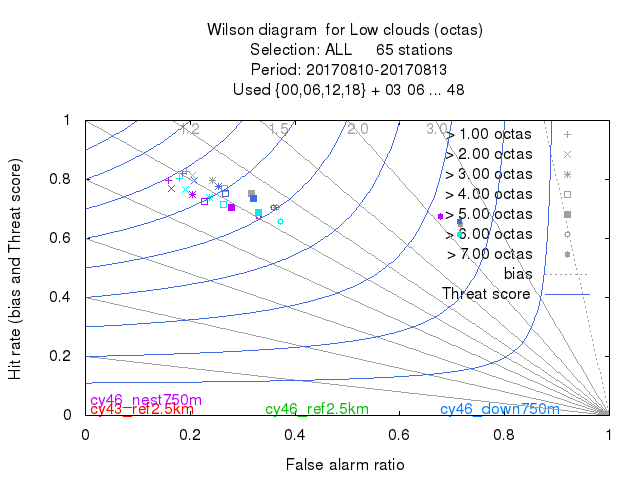 Wilson diagram for Low clouds (octas)
Selection: ALL 65 stations
Period: 20170810-20170813
Used {00,06,12,18} + 03 06 ... 48
Hit rate (bias and Threat score)
1
0.8
0.6
0.4
0.2
0
1.2 1.5 2.0 3.0
> 1.00 octas
> 2.00 octas
> 3.00 octas
> 4.00 octas
> 5.00 octas
> 6.00 octas
> 7.00 octas
bias
Threat score
cy46_nest750m
cy43_ref2.5km cy46_ref2.5km cy46_down750m
0 0.2 0.4 0.6 0.8 1
False alarm ratio